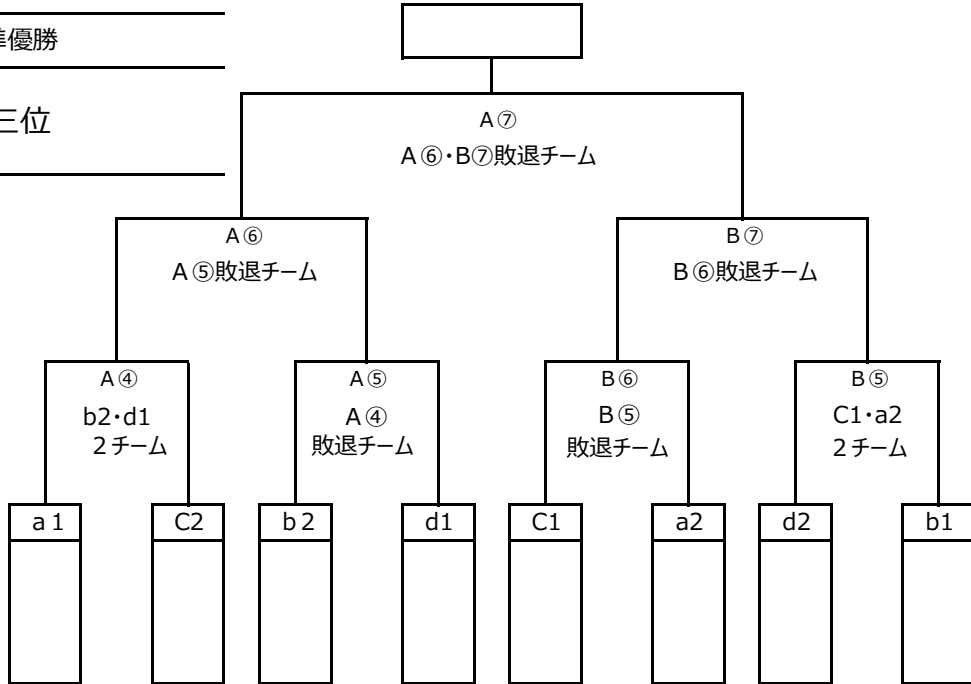 準優勝
三位
A⑦
A⑥・B⑦敗退チーム
A⑥
B⑦
A⑤敗退チーム
B⑥敗退チーム
A④
A⑤
B⑥
B⑤
b2・d1
2チーム
A④
敗退チーム
B⑤
敗退チーム
C1・a2
2チーム
a1
C2
b2
d1
C1
a2
d2
b1